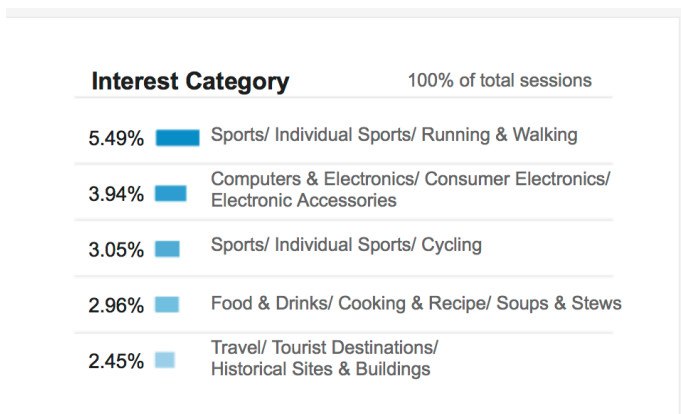 Interest Category 100% of total sessions
5.49% Sports/ Individual Sports/ Running & Walking
3.94% Computers & Electronics/ Consumer Electronics/
Electronic Accessories
3.05% Sports/ Individual Sports/ Cycling
2.96% Food & Drinks/ Cooking & Recipe/ Soups & Stews
2.45% Travel/ Tourist Destinations/
Historical Sites & Buildings